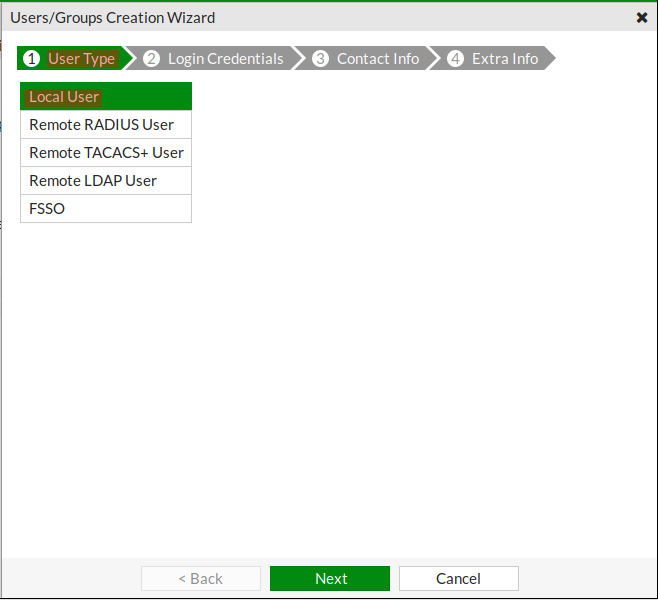 Users/Groups Creation Wizard ✖
1 User Type 2 Login Credentials 3 Contact Info 4 Extra Info
Local User
Remote RADIUS User
Remote TACACS+ User
Remote LDAP User
FSSO
< Back Next Cancel